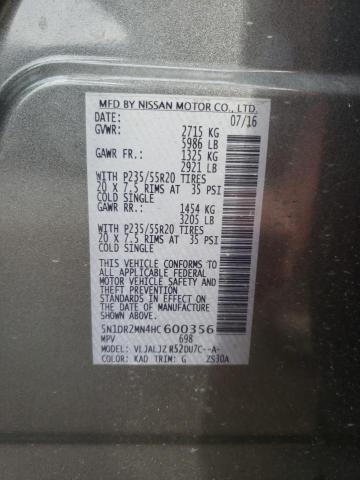 MFD BY NISSAN MOTOR CO., LTD.
DATE: 07/16
GVWR: 2715 KG
5986 LB
GAWR FR.: 1325 KG
2921 LB
WITH P235/55R20 TIRES
20 X 7.5 RIMS AT 35 PSI
COLD SINGLE
GAWR RR.: 1454 KG
3205 LB
WITH P235/55R20 TIRES
20 X 7.5 RIMS AT 35 PSI
COLD SINGLE
THIS VEHICLE CONFORMS TO
ALL APPLICABLE FEDERAL
MOTOR VEHICLE SAFETY AND
THEFT PREVENTION
STANDARDS IN EFFECT ON
THE DATE OF MANUFACTURE
SHOWN ABOVE.
5N1DR2MN4HC600356
MPV 698
VLJALJZ R52DU7C--A-
COLOR: KAD TRIM: G ZS30A